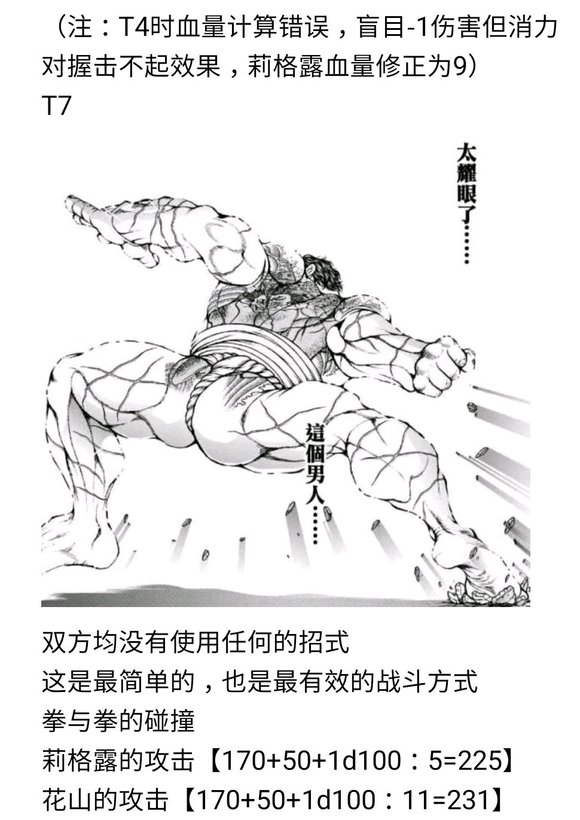 （注：T4时血量计算错误，盲目-1伤害但消力
对握击不起效果，莉格露血量修正为9）
T7
太耀眼了……
這個男人……
双方均没有使用任何的招式
这是最简单的，也是最有效的战斗方式
拳与拳的碰撞
莉格露的攻击【170+50+1d100：5=225】
花山的攻击【170+50+1d100：11=231】